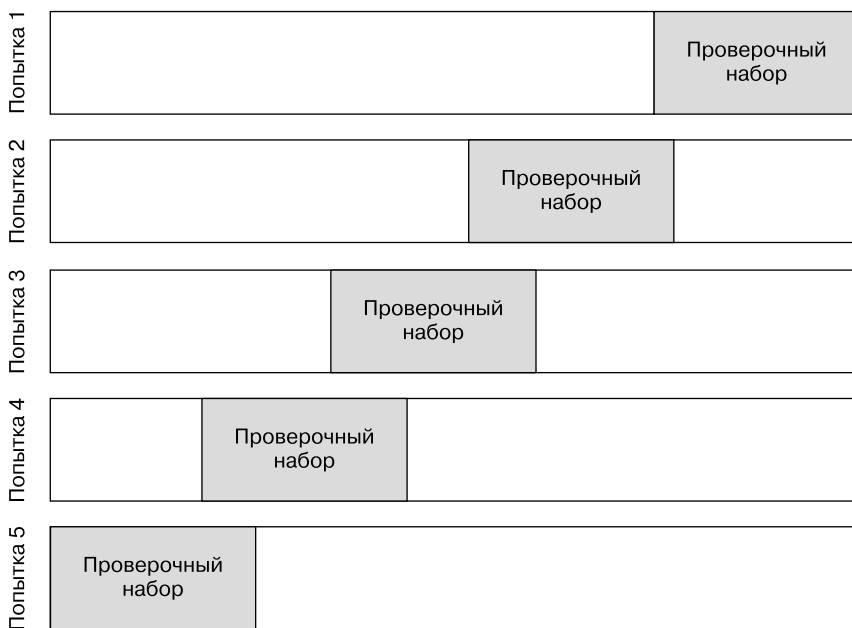 Попытка 1
Проверочный
набор
Попытка 2
Проверочный
набор
Попытка 3
Проверочный
набор
Попытка 4
Проверочный
набор
Попытка 5
Проверочный
набор